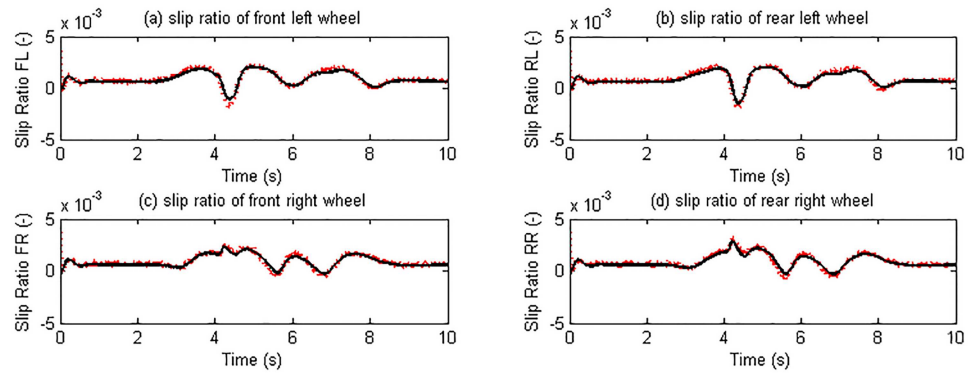 (a) slip ratio of front left wheel
x 10⁻³
5
0
-5
Slip Ratio FL (-)
0 2 4 6 8 10
Time (s)
(b) slip ratio of rear left wheel
x 10⁻³
5
0
-5
Slip Ratio RL (-)
0 2 4 6 8 10
Time (s)
(c) slip ratio of front right wheel
x 10⁻³
5
0
-5
Slip Ratio FR (-)
0 2 4 6 8 10
Time (s)
(d) slip ratio of rear right wheel
x 10⁻³
5
0
-5
Slip Ratio RR (-)
0 2 4 6 8 10
Time (s)